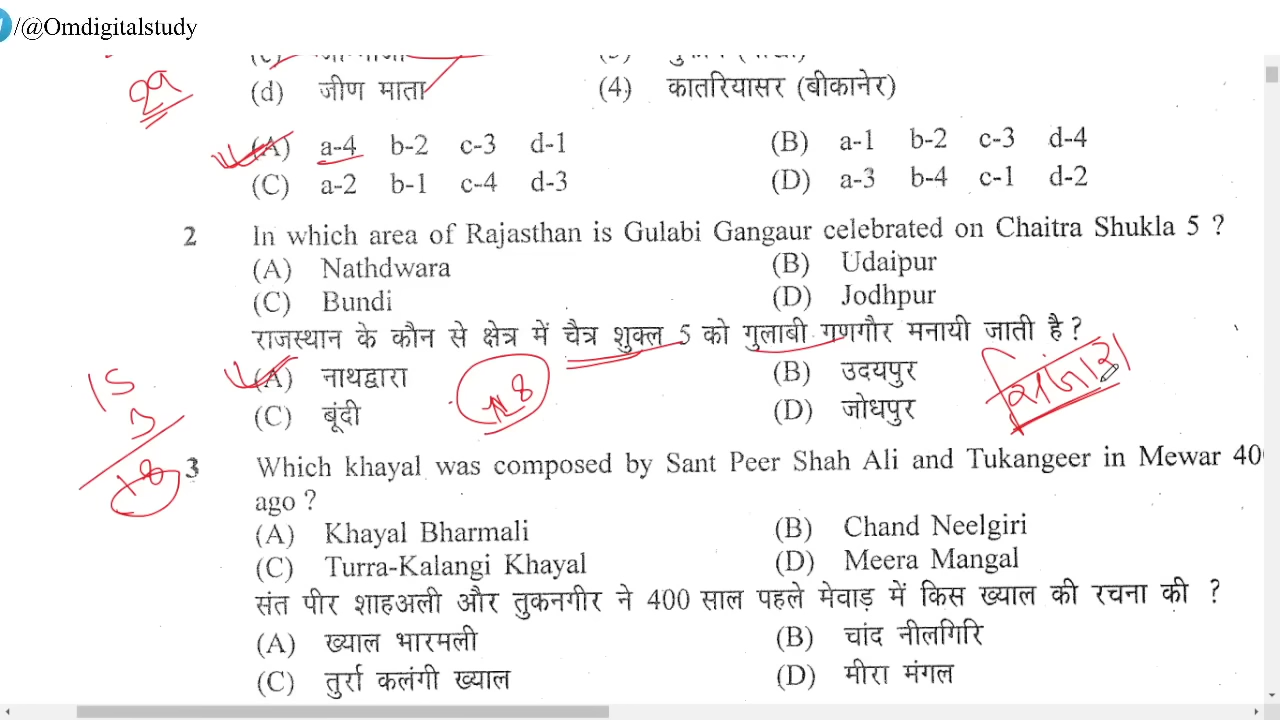 /@Omdigitalstudy
29
(d) जीण माता (4) कातरियासर (बीकानेर)
(A) a-4 b-2 c-3 d-1 (B) a-1 b-2 c-3 d-4
(C) a-2 b-1 c-4 d-3 (D) a-3 b-4 c-1 d-2
2 In which area of Rajasthan is Gulabi Gangaur celebrated on Chaitra Shukla 5 ?
(A) Nathdwara (B) Udaipur
(C) Bundi (D) Jodhpur
राजस्थान के कौन से क्षेत्र में चैत्र शुक्ल 5 को गुलाबी गणगौर मनायी जाती है ?
(A) नाथद्वारा (B) उदयपुर
(C) बूंदी (D) जोधपुर
15
3
18
3 Which khayal was composed by Sant Peer Shah Ali and Tukangeer in Mewar 40
ago ?
(A) Khayal Bharmali (B) Chand Neelgiri
(C) Turra-Kalangi Khayal (D) Meera Mangal
संत पीर शाहअली और तुकनगीर ने 400 साल पहले मेवाड़ में किस ख्याल की रचना की ?
(A) ख्याल भारमली (B) चांद नीलगिरि
(C) तुर्रा कलंगी ख्याल (D) मीरा मंगल